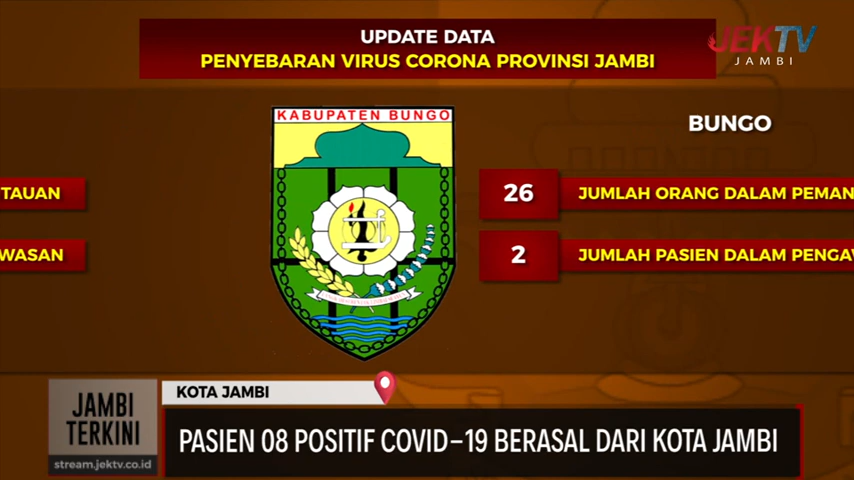 UPDATE DATA
PENYEBARAN VIRUS CORONA PROVINSI JAMBI
JEKTV
JAMBI
KABUPATEN BUNGO
BUNGO
TAUAN
26
JUMLAH ORANG DALAM PEMAN
WASAN
2
JUMLAH PASIEN DALAM PENGAW
KOTA JAMBI
JAMBI
TERKINI
stream.jektv.co.id
PASIEN 08 POSITIF COVID-19 BERASAL DARI KOTA JAMBI